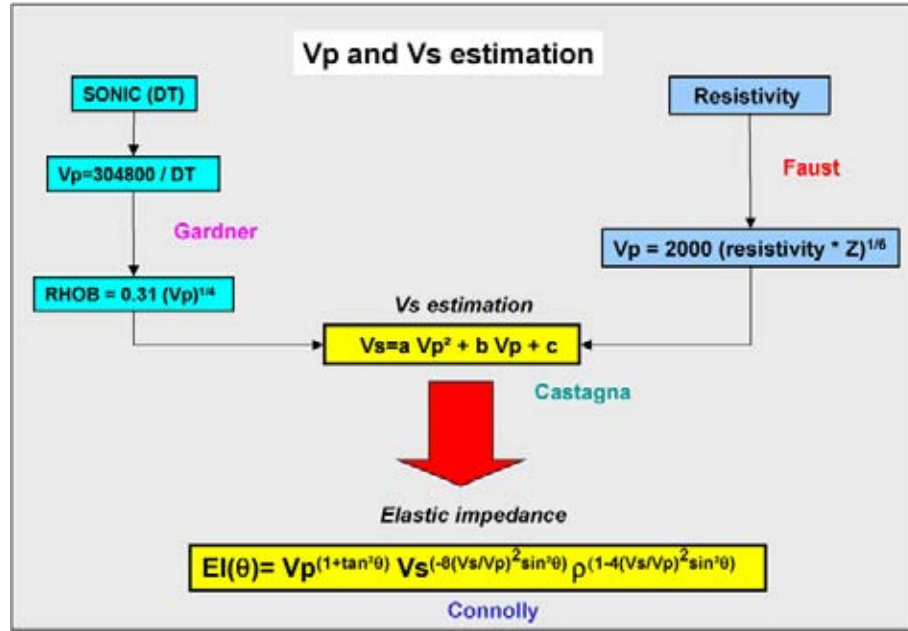 Vp and Vs estimation
SONIC (DT)
Resistivity
Vp=304800 / DT
Faust
Gardner
Vp = 2000 (resistivity * Z)¹/⁶
RHOB = 0.31 (Vp)¹/⁴
Vs estimation
Vs=a Vp² + b Vp + c
Castagna
Elastic impedance
EI(θ)= Vp^(1+tan²θ) Vs^(-8(Vs/Vp)²sin²θ) ρ^(1-4(Vs/Vp)²sin²θ)
Connolly